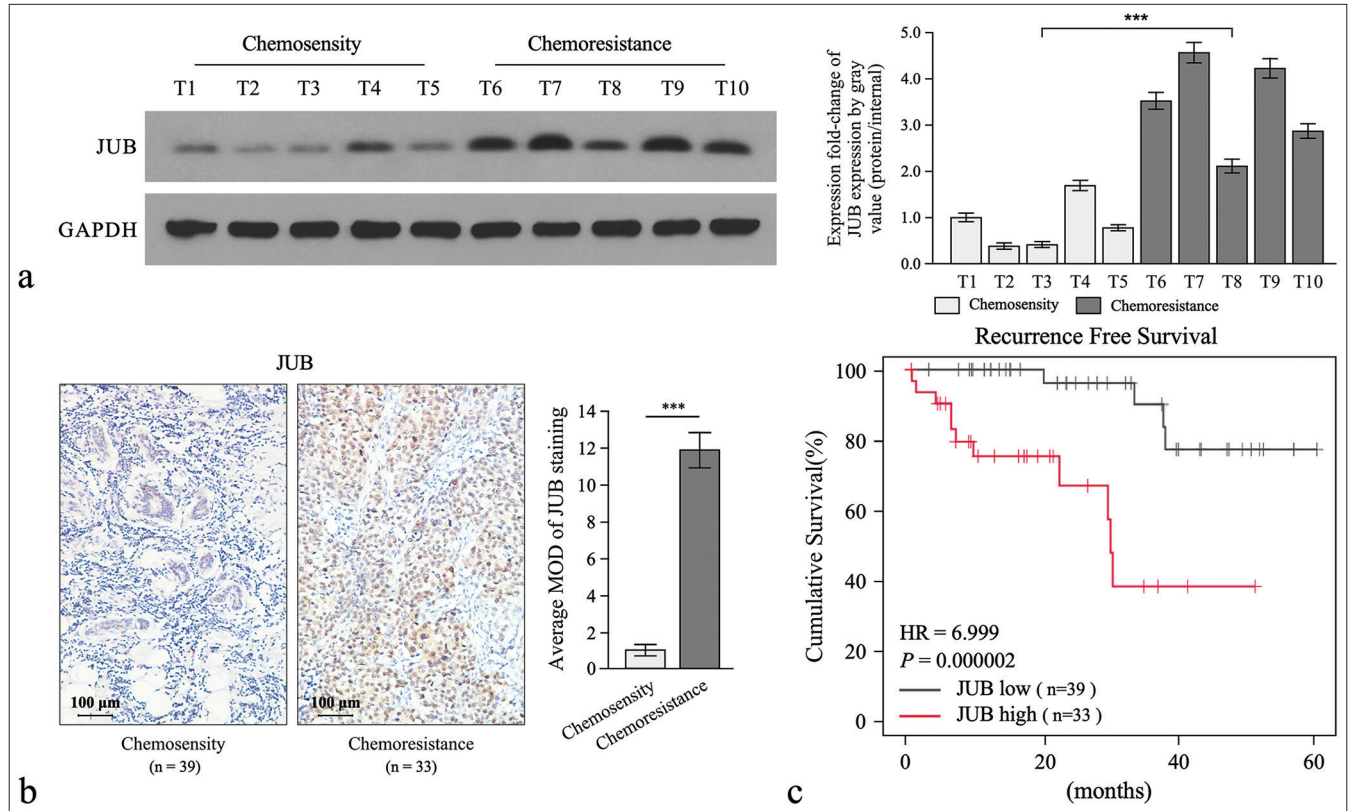 Chemosensity Chemoresistance
T1 T2 T3 T4 T5 T6 T7 T8 T9 T10
JUB
GAPDH
a
***
Expression fold-change of
JUB expression by gray
value (protein/internal)
5.0
4.0
3.0
2.0
1.0
0.0
T1 T2 T3 T4 T5 T6 T7 T8 T9 T10
Chemosensity Chemoresistance
JUB
100 μm
100 μm
Chemosensity
(n = 39)
Chemoresistance
(n = 33)
Average MOD of JUB staining
14
12
10
8
6
4
2
0
***
Chemosensity
Chemoresistance
b
Recurrence Free Survival
Cumulative Survival(%)
100
80
60
40
20
0
HR = 6.999
P = 0.000002
JUB low ( n=39 )
JUB high ( n=33 )
0 20 40 60
(months)
c